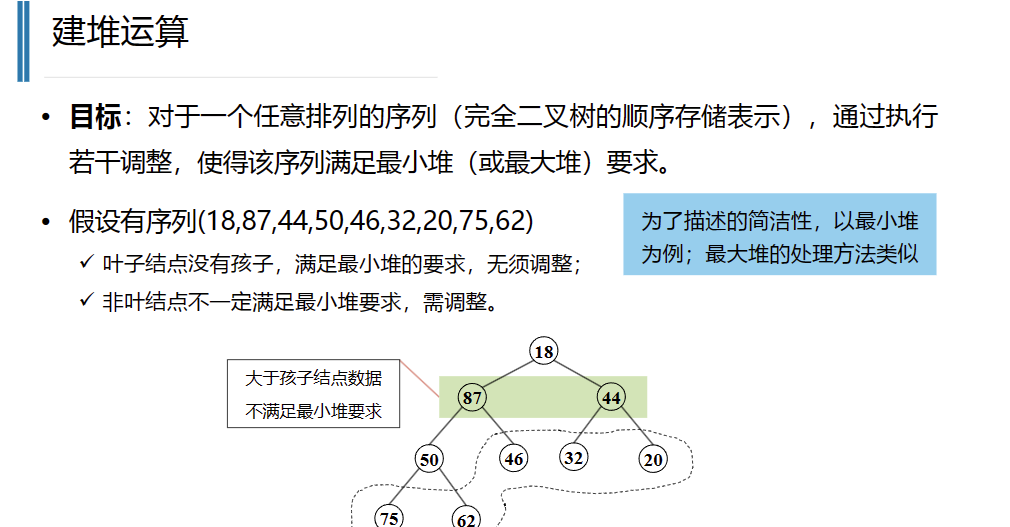 建堆运算
• 目标：对于一个任意排列的序列（完全二叉树的顺序存储表示），通过执行
若干调整，使得该序列满足最小堆（或最大堆）要求。
• 假设有序列(18,87,44,50,46,32,20,75,62)
为了描述的简洁性，以最小堆
为例；最大堆的处理方法类似
✓ 叶子结点没有孩子，满足最小堆的要求，无须调整；
✓ 非叶结点不一定满足最小堆要求，需调整。
大于孩子结点数据
不满足最小堆要求
18
87 44
50 46 32 20
75 62